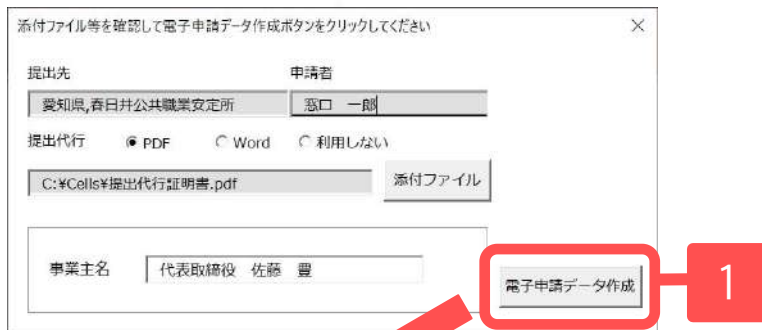 添付ファイル等を確認して電子申請データ作成ボタンをクリックしてください
提出先 申請者
愛知県,春日井公共職業安定所 窓口 一郎
提出代行 PDF Word 利用しない
C:¥Cells¥提出代行証明書.pdf 添付ファイル
事業主名 代表取締役 佐藤 豊
電子申請データ作成 1